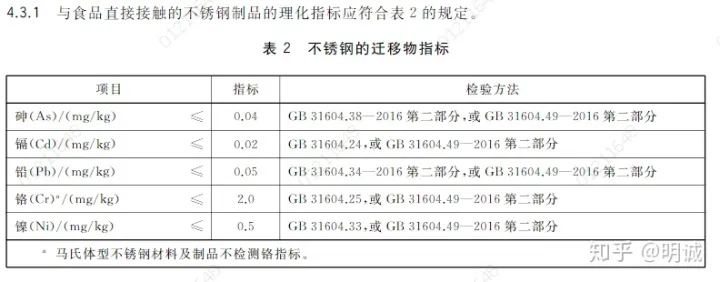 4.3.1 与食品直接接触的不锈钢制品的理化指标应符合表 2 的规定。
表 2 不锈钢的迁移物指标
项目 指标 检验方法
砷(As)/(mg/kg) ≤ 0.04 GB 31604.38—2016 第二部分,或 GB 31604.49—2016 第二部分
镉(Cd)/(mg/kg) ≤ 0.02 GB 31604.24,或 GB 31604.49—2016 第二部分
铅(Pb)/(mg/kg) ≤ 0.05 GB 31604.34—2016 第二部分,或 GB 31604.49—2016 第二部分
铬(Cr)ᵃ/(mg/kg) ≤ 2.0 GB 31604.25,或 GB 31604.49—2016 第二部分
镍(Ni)/(mg/kg) ≤ 0.5 GB 31604.33,或 GB 31604.49—2016 第二部分
ᵃ 马氏体型不锈钢材料及制品不检测铬指标。
知乎 @明诚